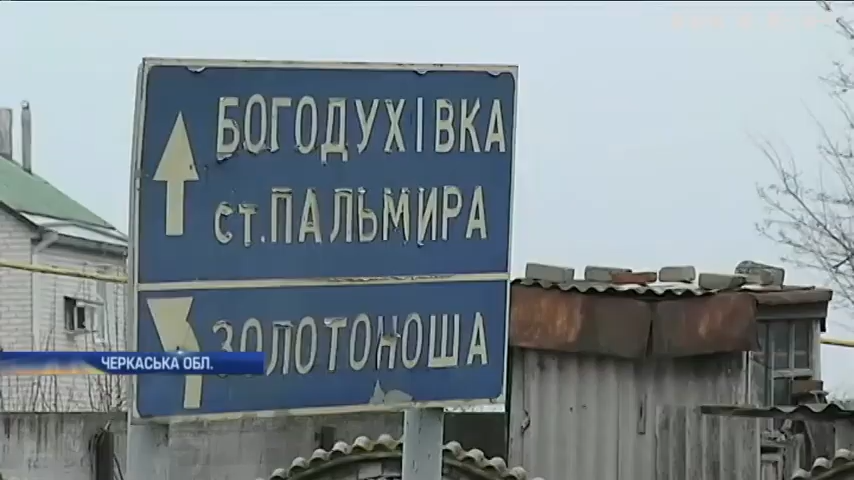 БОГОДУХІВКА
ст.ПАЛЬМИРА
ЗОЛОТОНОША
ЧЕРКАСЬКА ОБЛ.